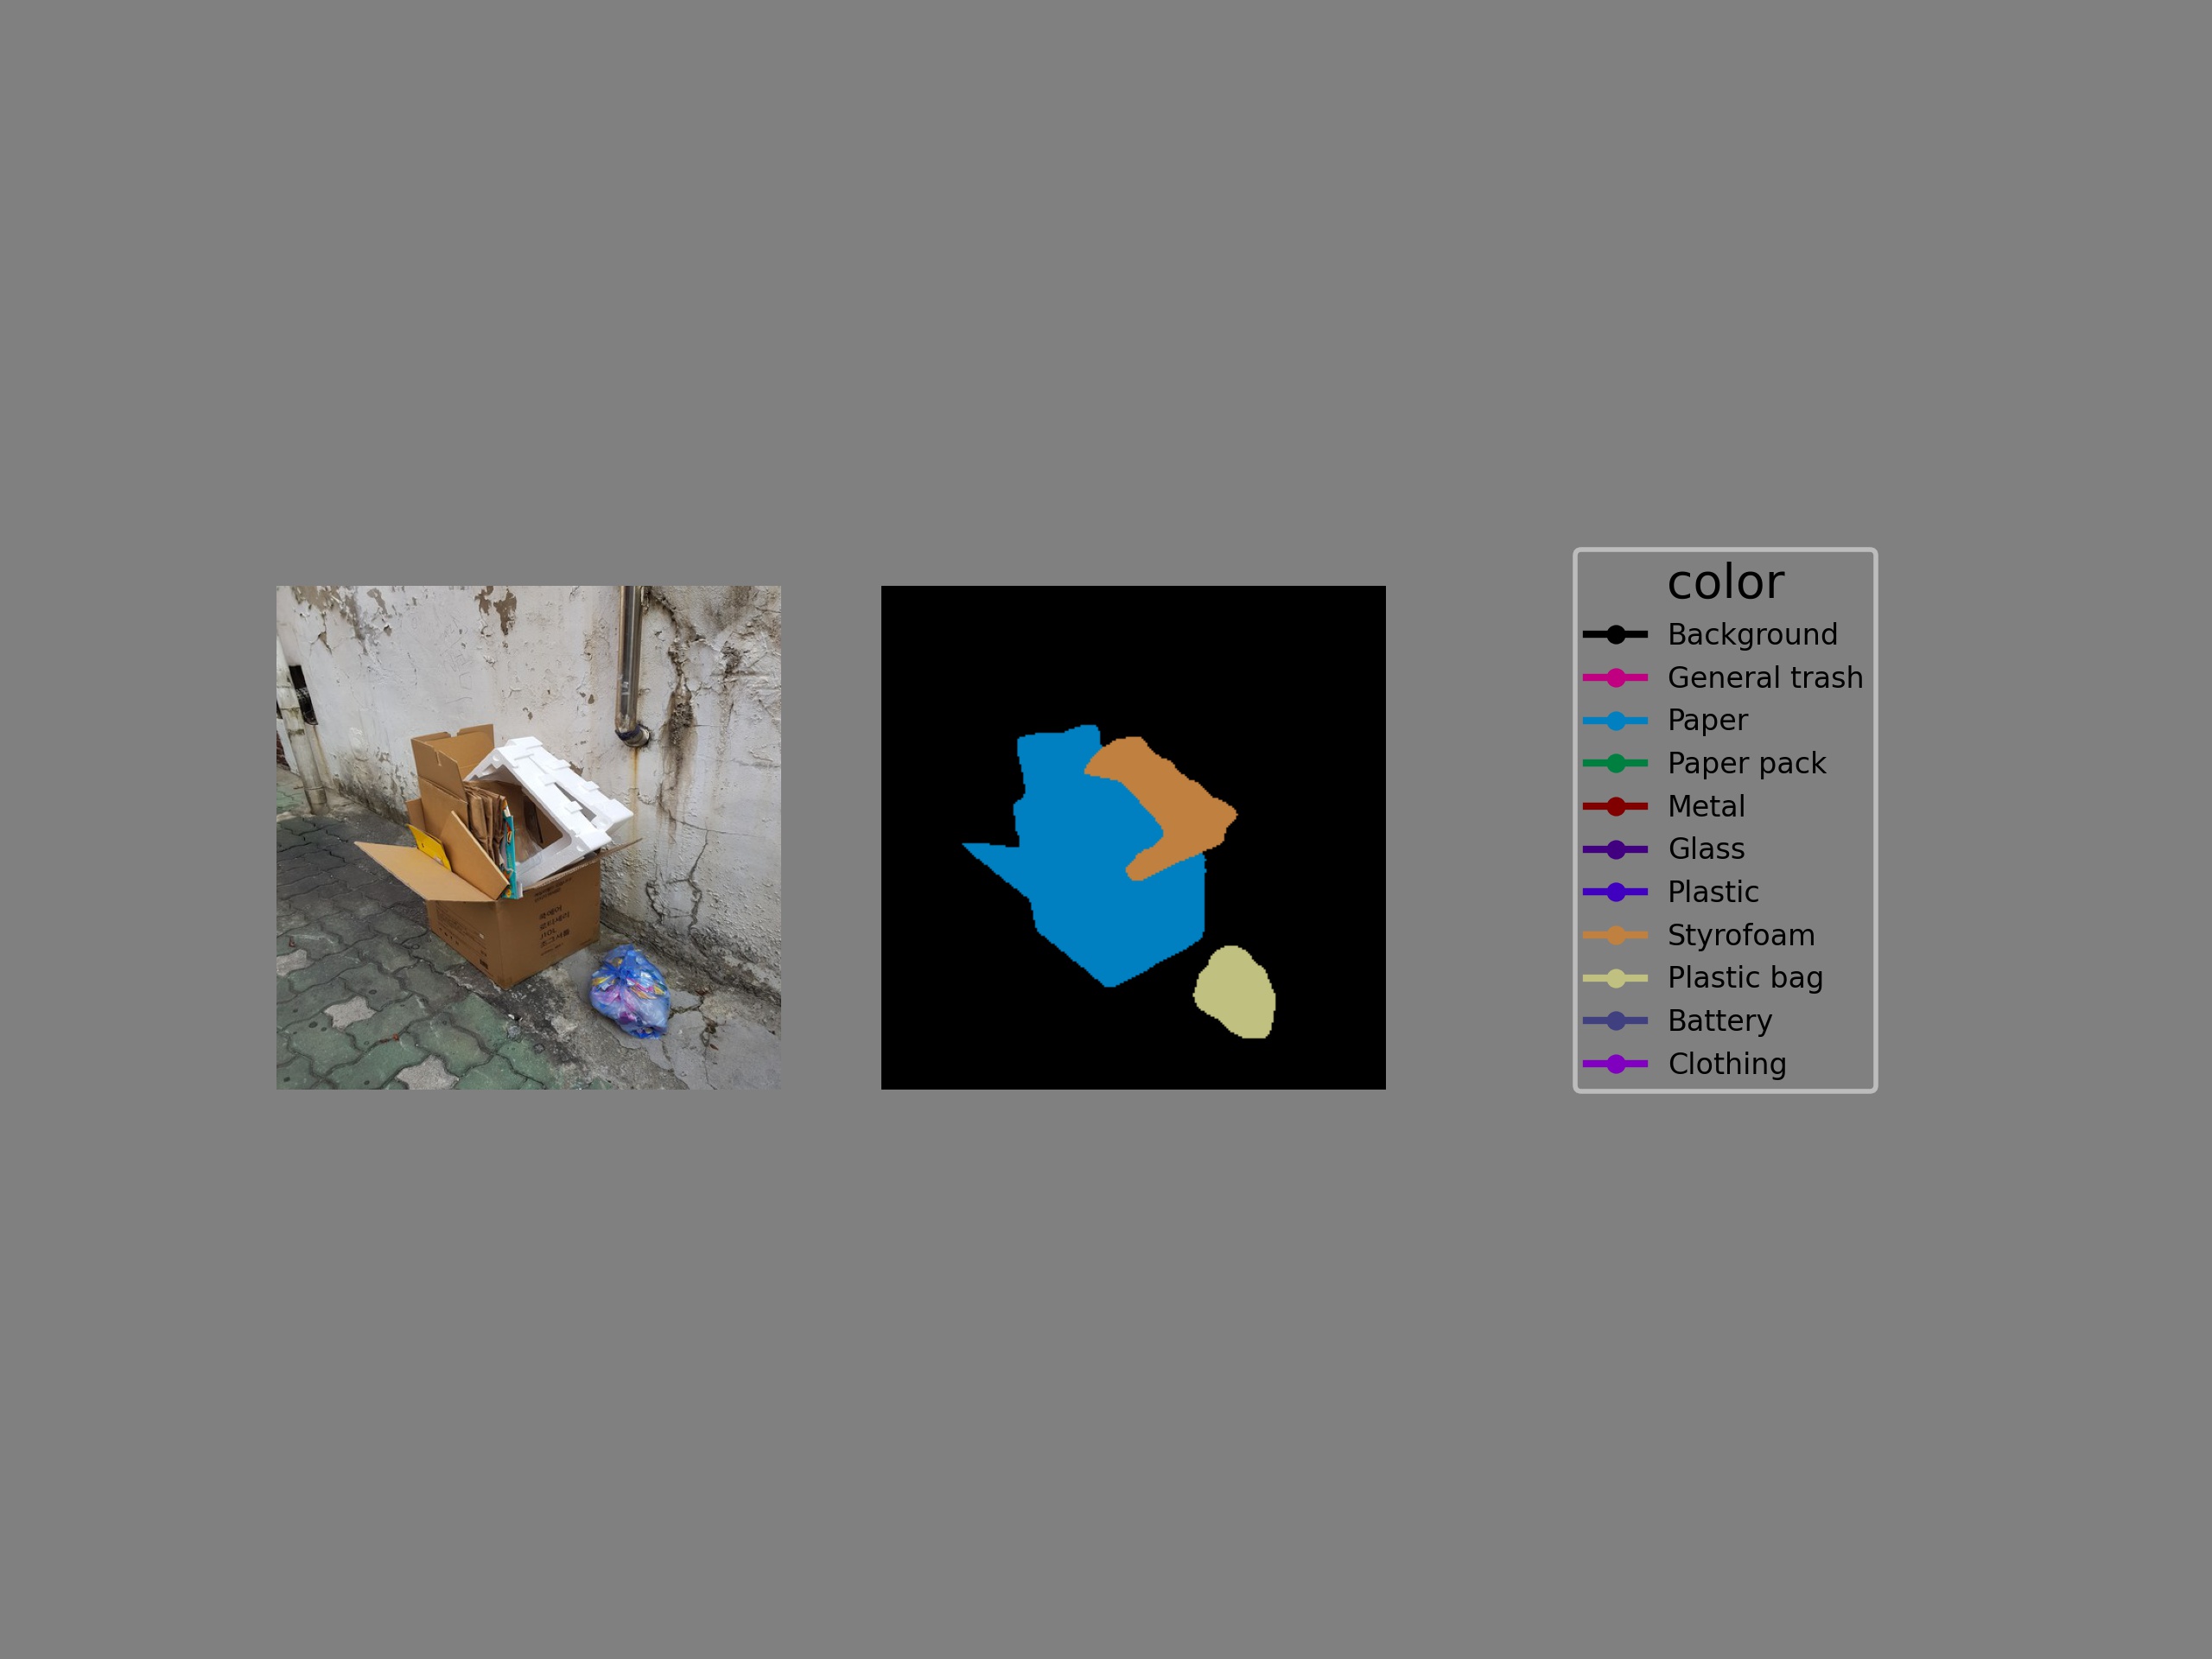 color
Background
General trash
Paper
Paper pack
Metal
Glass
Plastic
Styrofoam
Plastic bag
Battery
Clothing